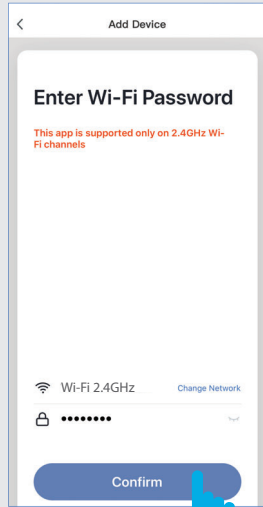 Add Device
Enter Wi-Fi Password
This app is supported only on 2.4GHz Wi-
Fi channels
Wi-Fi 2.4GHz Change Network
••••••••
Confirm